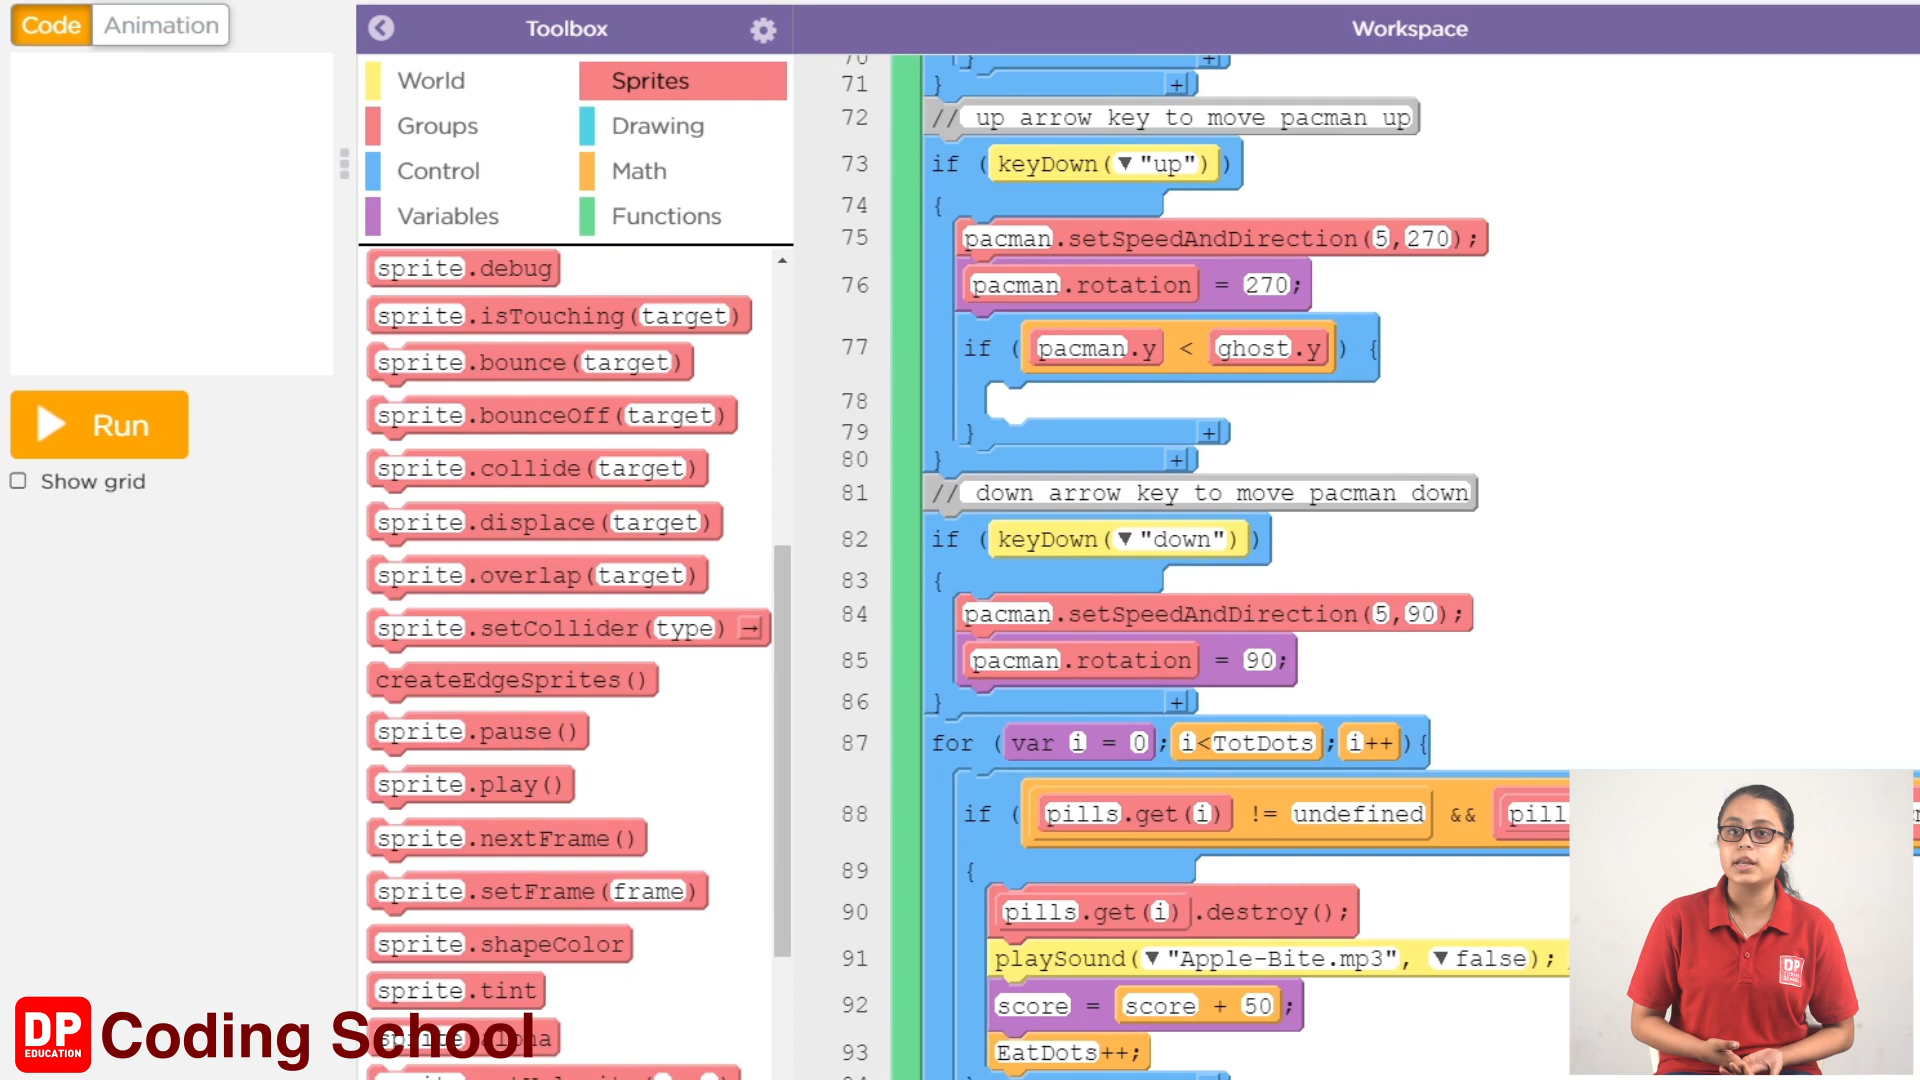 Code Animation
Toolbox
Workspace
World
Sprites
Groups
Drawing
Control
Math
Variables
Functions
sprite.debug
sprite.isTouching(target)
sprite.bounce(target)
sprite.bounceOff(target)
sprite.collide(target)
sprite.displace(target)
sprite.overlap(target)
sprite.setCollider(type) →
createEdgeSprites()
sprite.pause()
sprite.play()
sprite.nextFrame()
sprite.setFrame(frame)
sprite.shapeColor
sprite.tint
Run
Show grid
70 } +
71 } +
72 // up arrow key to move pacman up
73 if (keyDown(▼ "up"))
74 {
75 pacman.setSpeedAndDirection(5,270);
76 pacman.rotation = 270;
77 if (pacman.y < ghost.y) {
78
79 } +
80 } +
81 // down arrow key to move pacman down
82 if (keyDown(▼ "down"))
83 {
84 pacman.setSpeedAndDirection(5,90);
85 pacman.rotation = 90;
86 } +
87 for (var i = 0; i<TotDots; i++){
88 if (pills.get(i) != undefined && pill
89 {
90 pills.get(i).destroy();
91 playSound(▼ "Apple-Bite.mp3", ▼ false);
92 score = score + 50;
93 EatDots++;
DP
EDUCATION
Coding School
DP